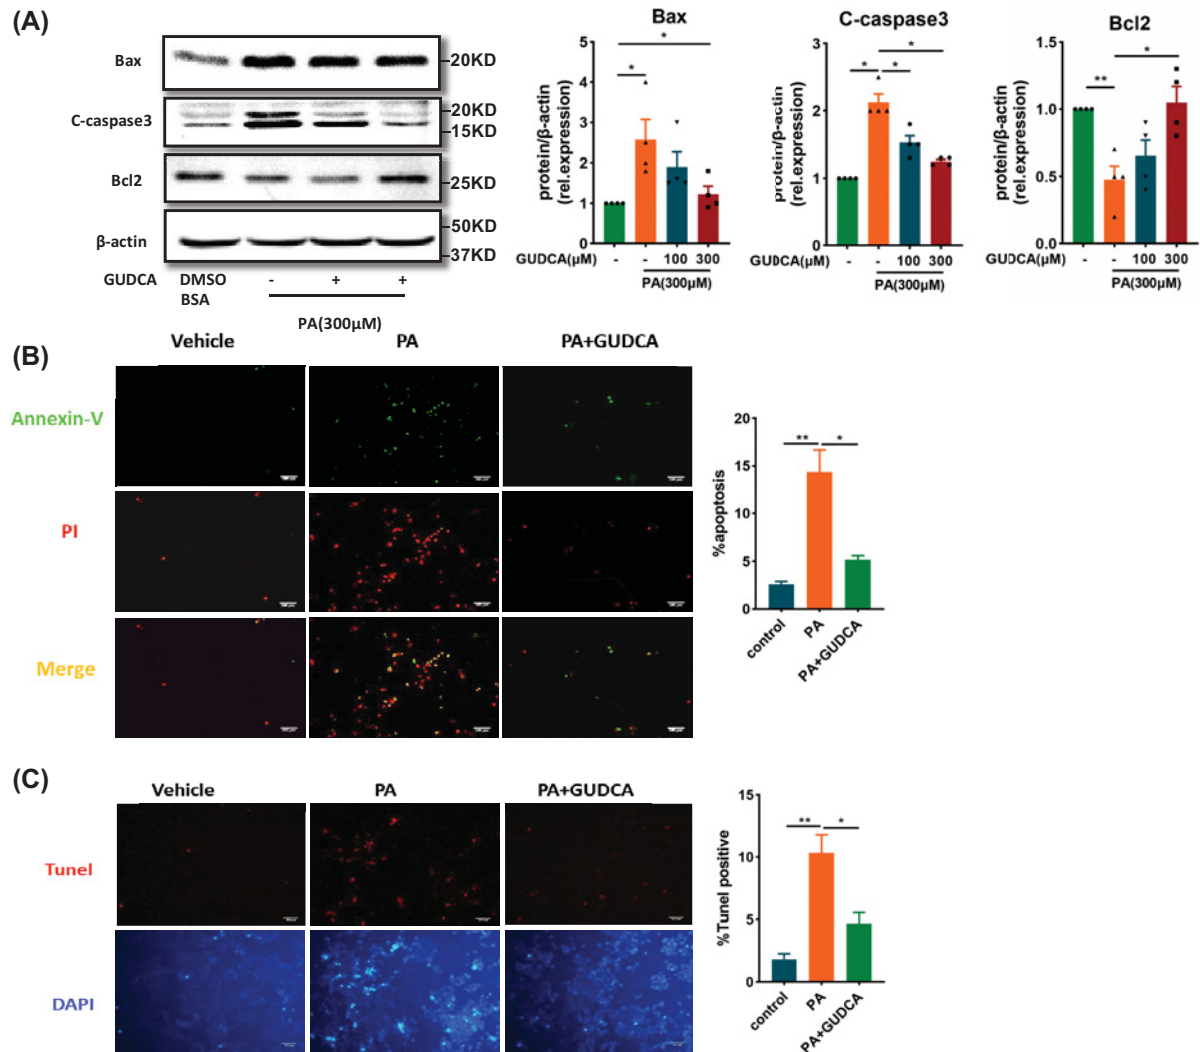 (A)
Bax
20KD
C-caspase3
20KD
15KD
Bcl2
25KD
β-actin
50KD
37KD
GUDCA DMSO - + +
BSA
PA(300μM)
Bax
protein/β-actin
(rel.expression)
5
4
3
2
1
0
*
*
GUDCA(μM) - - 100 300
PA(300μM)
C-caspase3
protein/β-actin
(rel.expression)
3
2
1
0
*
*
*
GUDCA(μM) - - 100 300
PA(300μM)
Bcl2
protein/β-actin
(rel.expression)
1.5
1.0
0.5
0.0
*
**
GUDCA(μM) - - 100 300
PA(300μM)
(B)
Vehicle PA PA+GUDCA
Annexin-V
PI
Merge
%apoptosis
20
15
10
5
0
** *
control PA PA+GUDCA
(C)
Vehicle PA PA+GUDCA
Tunel
DAPI
%Tunel positive
15
10
5
0
** *
control PA PA+GUDCA